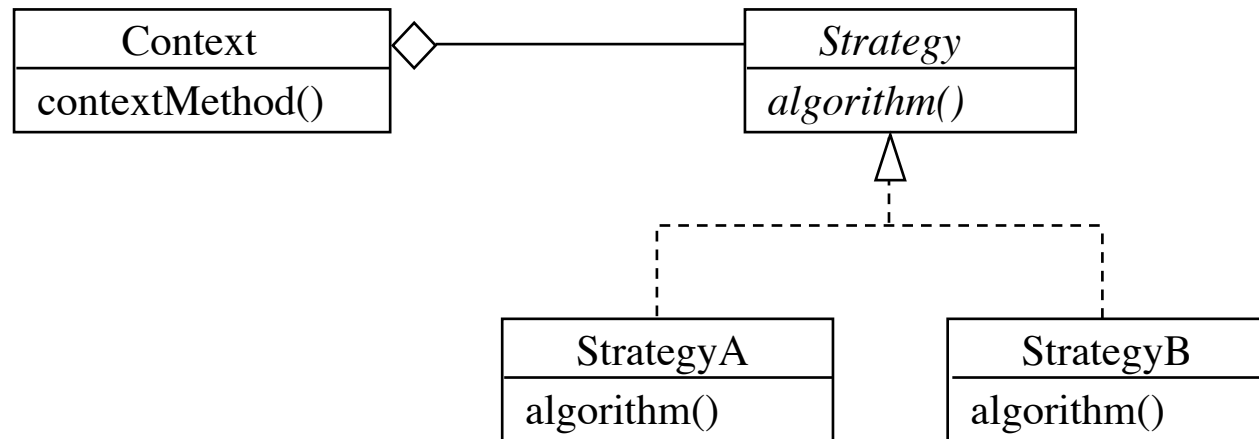 Context
contextMethod()
Strategy
algorithm()
StrategyA
algorithm()
StrategyB
algorithm()